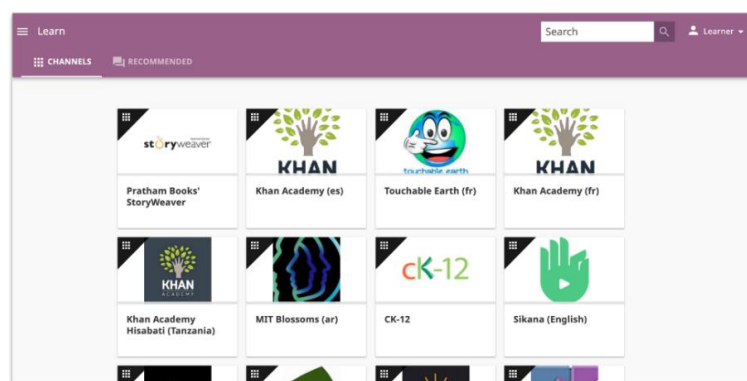 Learn
Search
Learner
CHANNELS
RECOMMENDED
stóryweaver
KHAN
touchable earth
KHAN
Pratham Books'
StoryWeaver
Khan Academy (es)
Touchable Earth (fr)
Khan Academy (fr)
KHAN
ACADEMY
cK-12
Khan Academy
Hisabati (Tanzania)
MIT Blossoms (ar)
CK-12
Sikana (English)